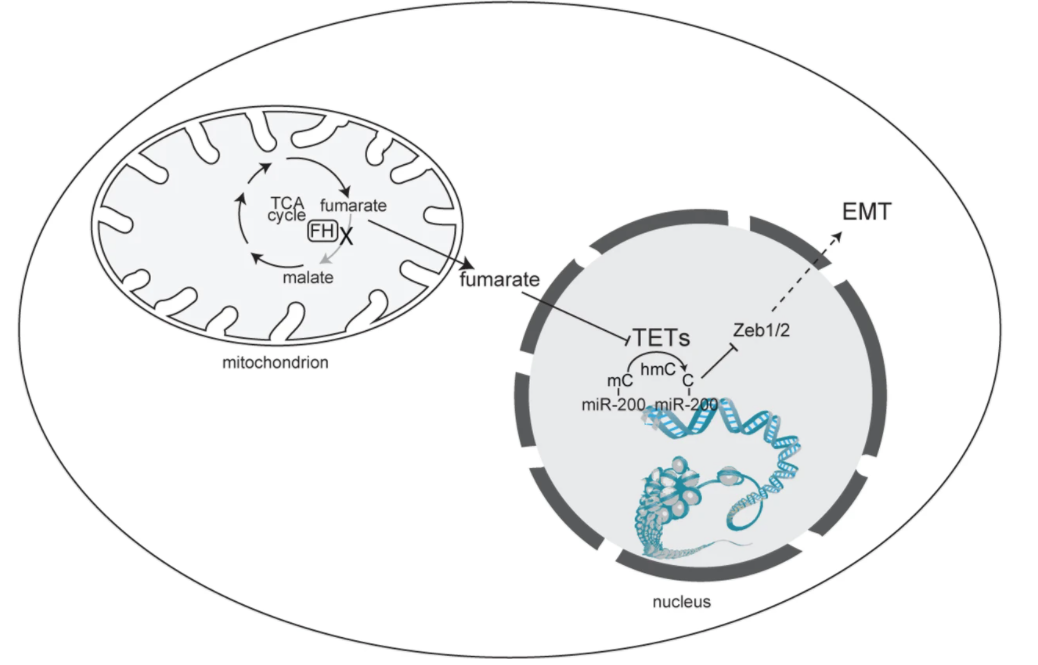 TCA
cycle
fumarate
FH X
malate
mitochondrion
fumarate
EMT
Zeb1/2
TETs
hmC
mC C
miR-200 miR-200
nucleus